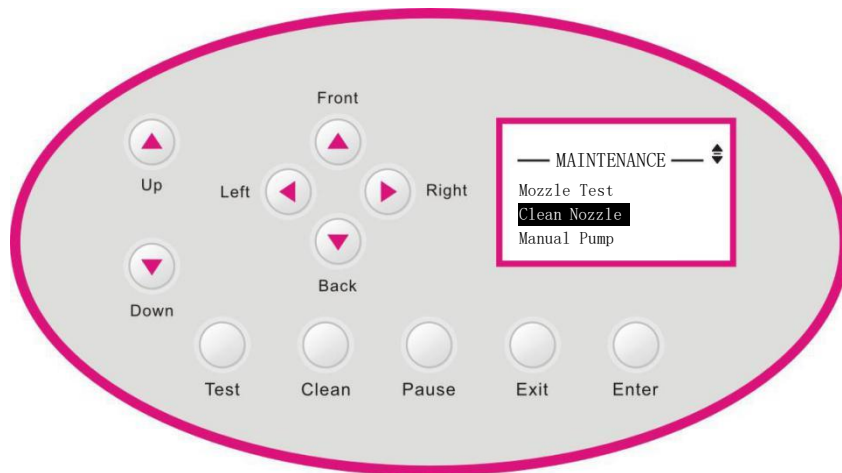 Front
MAINTENANCE
Up
Left
Right
Mozzle Test
Clean Nozzle
Manual Pump
Back
Down
Test
Clean
Pause
Exit
Enter